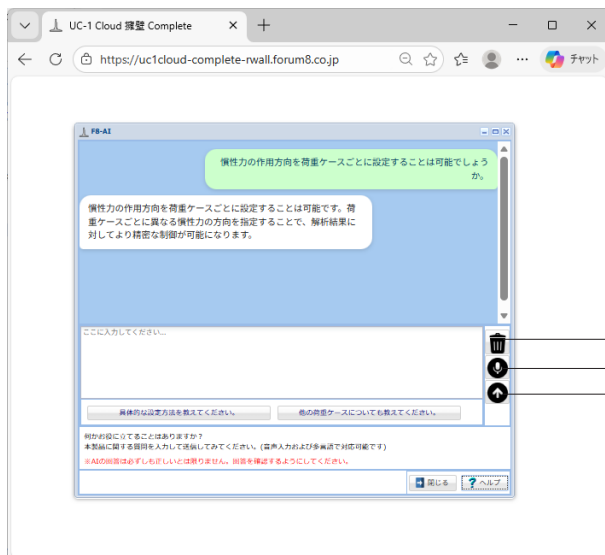 UC-1 Cloud 擁壁 Complete
https://uc1cloud-complete-rwall.forum8.co.jp
チャット
F8-AI
慣性力の作用方向を荷重ケースごとに設定することは可能でしょう
か。
慣性力の作用方向を荷重ケースごとに設定することは可能です。荷
重ケースごとに異なる慣性力の方向を指定することで、解析結果に
対してより精密な制御が可能になります。
ここに入力してください...
具体的な設定方法を教えてください。
他の荷重ケースについても教えてください。
何かお役に立てることはありますか？
本製品に関する質問を入力して送信してみてください。(音声入力および多言語で対応可能です)
※AIの回答は必ずしも正しいとは限りません。回答を確認するようにしてください。
閉じる
ヘルプ